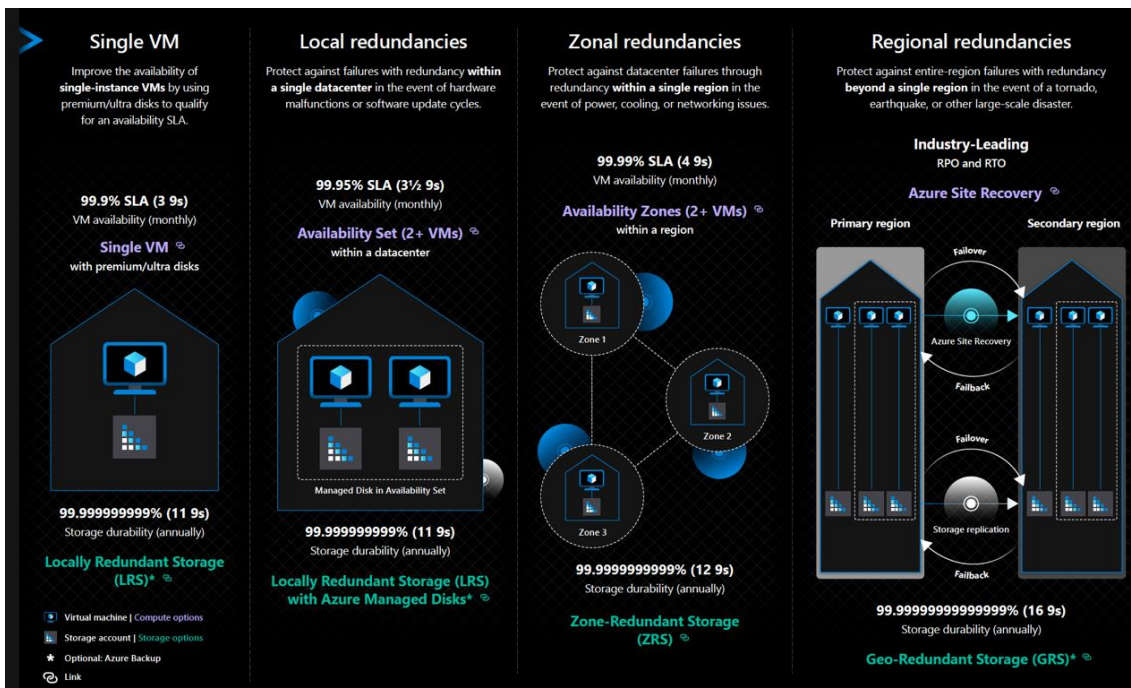 Single VM
Improve the availability of
single-instance VMs by using
premium/ultra disks to qualify
for an availability SLA.
99.9% SLA (3 9s)
VM availability (monthly)
Single VM
with premium/ultra disks
99.999999999% (11 9s)
Storage durability (annually)
Locally Redundant Storage
(LRS)*
Virtual machine | Compute options
Storage account | Storage options
* Optional: Azure Backup
Link
Local redundancies
Protect against failures with redundancy within
a single datacenter in the event of hardware
malfunctions or software update cycles.
99.95% SLA (3½ 9s)
VM availability (monthly)
Availability Set (2+ VMs)
within a datacenter
Managed Disk in Availability Set
99.999999999% (11 9s)
Storage durability (annually)
Locally Redundant Storage (LRS)
with Azure Managed Disks*
Zonal redundancies
Protect against datacenter failures through
redundancy within a single region in the
event of power, cooling, or networking issues.
99.99% SLA (4 9s)
VM availability (monthly)
Availability Zones (2+ VMs)
within a region
Zone 1
Zone 2
Zone 3
99.9999999999% (12 9s)
Storage durability (annually)
Zone-Redundant Storage
(ZRS)
Regional redundancies
Protect against entire-region failures with redundancy
beyond a single region in the event of a tornado,
earthquake, or other large-scale disaster.
Industry-Leading
RPO and RTO
Azure Site Recovery
Primary region
Secondary region
Failover
Azure Site Recovery
Failback
Failover
Storage replication
Failback
99.99999999999999% (16 9s)
Storage durability (annually)
Geo-Redundant Storage (GRS)*